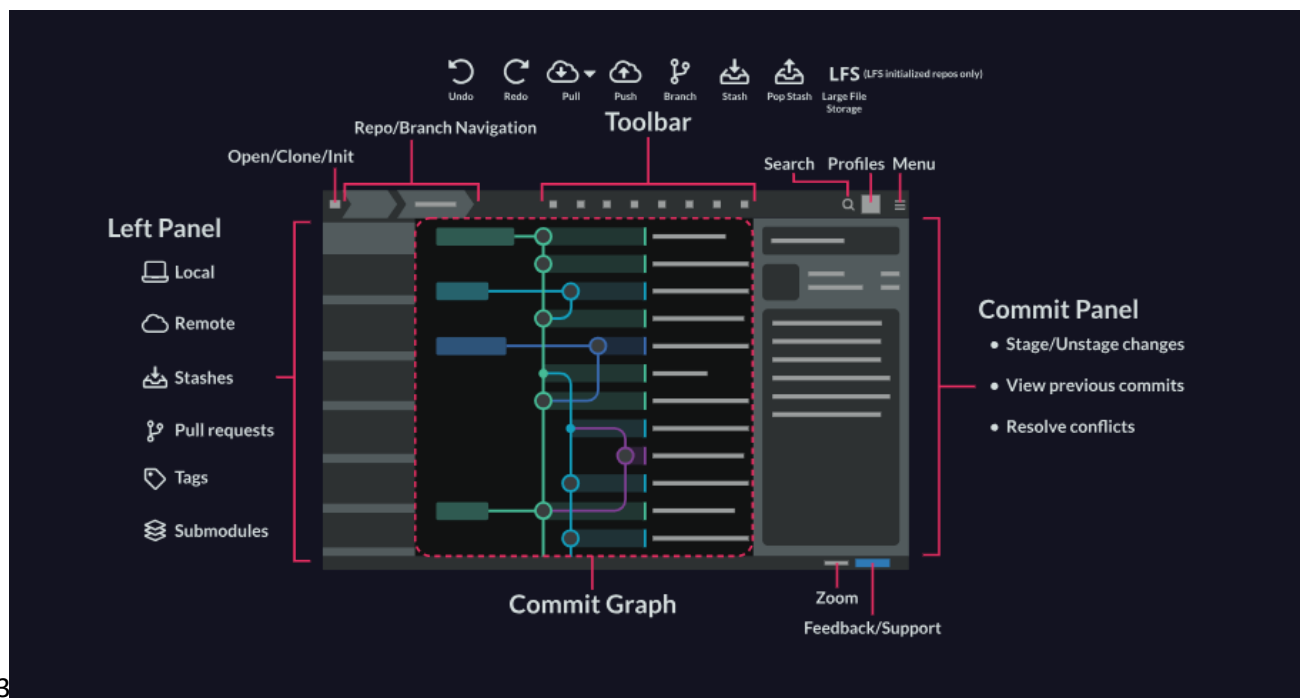 Undo
Redo
Pull
Push
Branch
Stash
Pop Stash
LFS (LFS initialized repos only)
Large File
Storage
Toolbar
Repo/Branch Navigation
Open/Clone/Init
Search
Profiles
Menu
Left Panel
Local
Remote
Stashes
Pull requests
Tags
Submodules
Commit Panel
• Stage/Unstage changes
• View previous commits
• Resolve conflicts
Commit Graph
Zoom
Feedback/Support
3